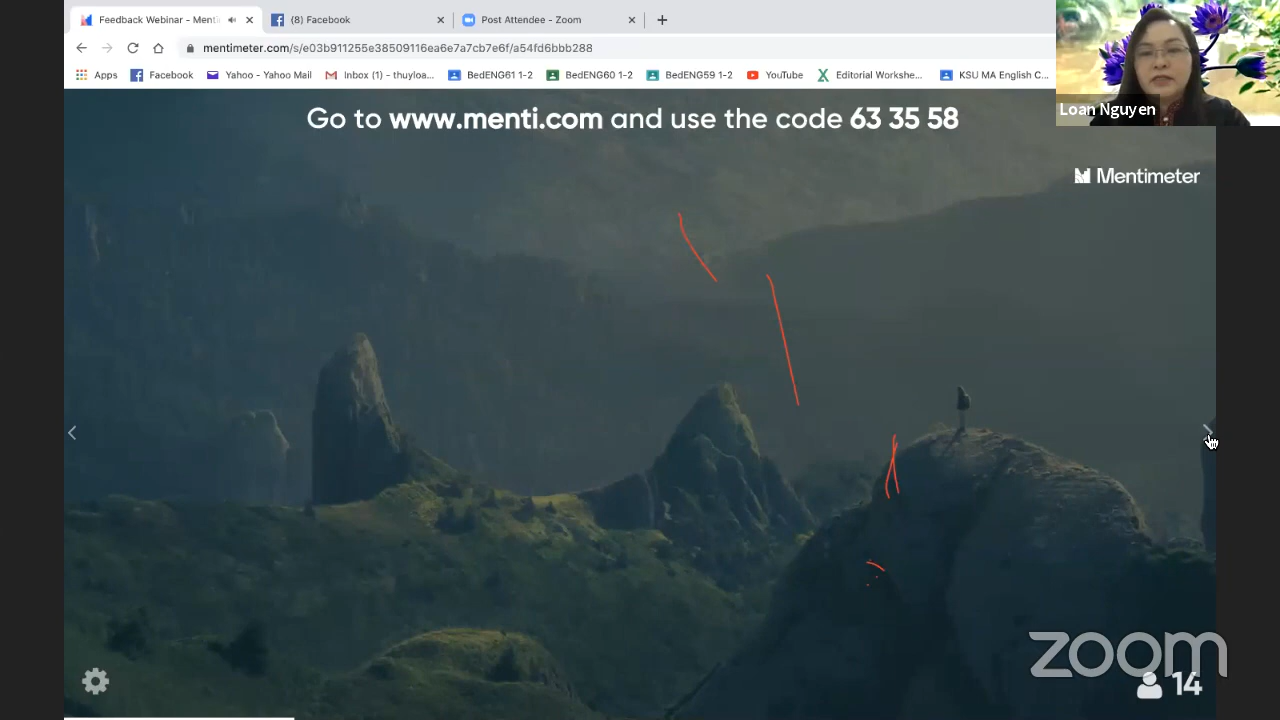 Feedback Webinar - Menti
(8) Facebook
Post Attendee - Zoom
mentimeter.com/s/e03b911255e38509116ea6e7a7cb7e6f/a54fd6bbb288
Apps Facebook Yahoo - Yahoo Mail Inbox (1) - thuyloa... BedENG61 1-2 BedENG60 1-2 BedENG59 1-2 YouTube Editorial Workshe... KSU MA English C...
Loan Nguyen
Go to www.menti.com and use the code 63 35 58
Mentimeter
zoom
14